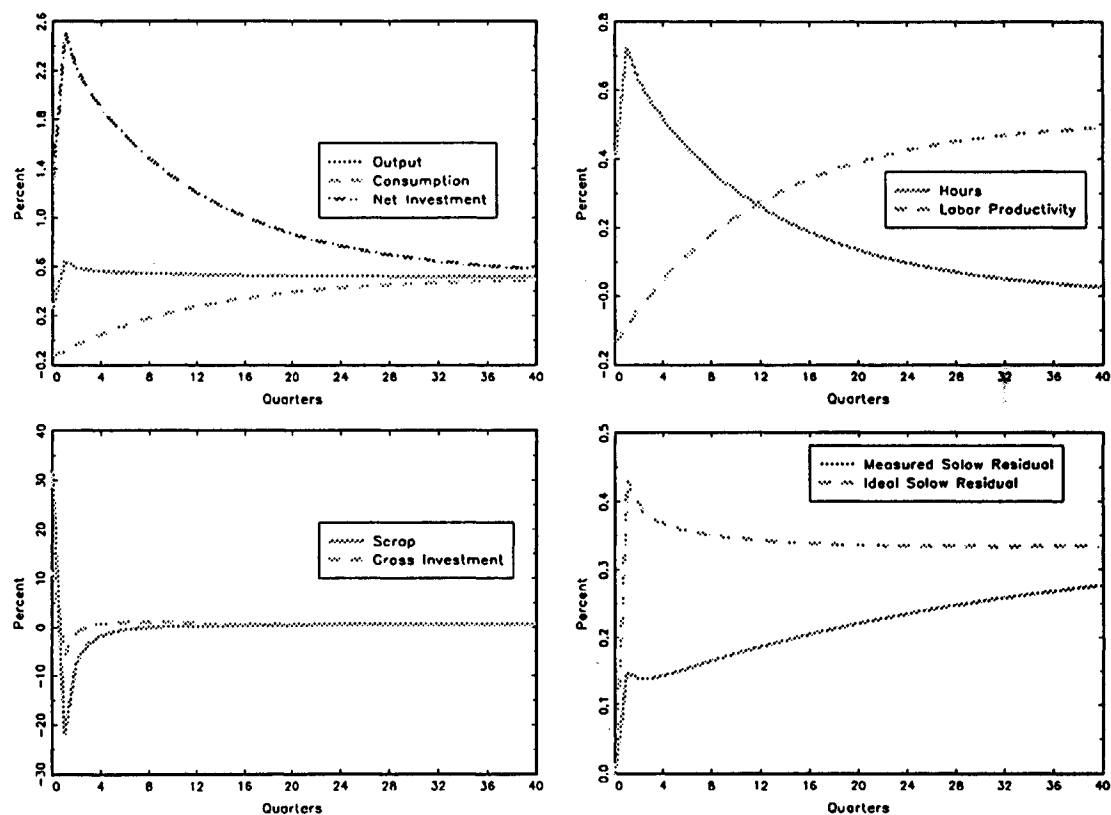 Percent
2.6
2.2
1.8
1.4
1.0
0.6
0.2
-0.2
Output
Consumption
Net Investment
0 4 8 12 16 20 24 28 32 36 40
Quarters
Percent
0.8
0.6
0.4
0.2
-0.0
-0.2
Hours
Labor Productivity
0 4 8 12 16 20 24 28 32 36 40
Quarters
Percent
40
30
20
10
0
-10
-20
-30
Scrap
Gross Investment
0 4 8 12 16 20 24 28 32 36 40
Quarters
Percent
0.5
0.4
0.3
0.2
0.1
0.0
Measured Solow Residual
Ideal Solow Residual
0 4 8 12 16 20 24 28 32 36 40
Quarters